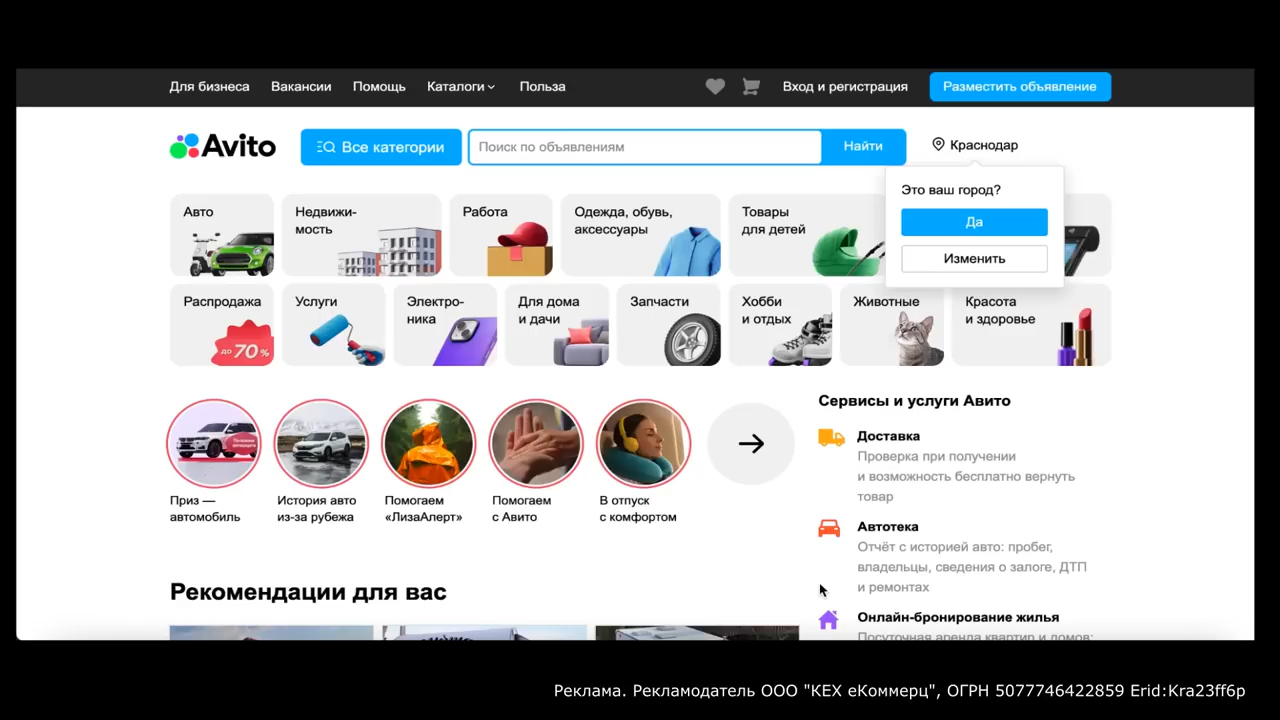 Для бизнеса Вакансии Помощь Каталоги Польза Вход и регистрация Разместить объявление
Avito Все категории Поиск по объявлениям Найти Краснодар
Это ваш город?
Да
Изменить
Авто
Недвижи-
мость
Работа
Одежда, обувь,
аксессуары
Товары
для детей
Распродажа
до 70 %
Услуги
Электро-
ника
Для дома
и дачи
Запчасти
Хобби
и отдых
Животные
Красота
и здоровье
Приз —
автомобиль
История авто
из-за рубежа
Помогаем
«ЛизаАлерт»
Помогаем
с Авито
В отпуск
с комфортом
Сервисы и услуги Авито
Доставка
Проверка при получении
и возможность бесплатно вернуть
товар
Автотека
Отчёт с историей авто: пробег,
владельцы, сведения о залоге, ДТП
и ремонтах
Онлайн-бронирование жилья
Посуточная аренда квартир и домов:
Рекомендации для вас
Реклама. Рекламодатель ООО "КЕХ еКоммерц", ОГРН 5077746422859 Erid:Kra23ff6p